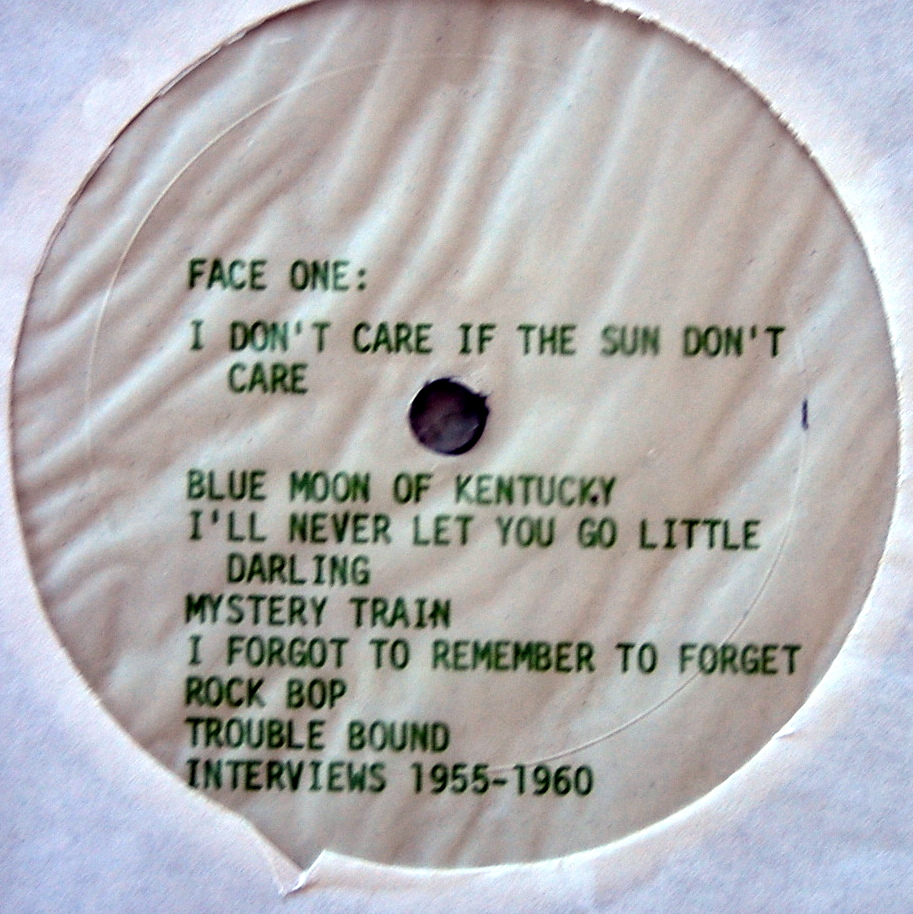 FACE ONE:
I DON'T CARE IF THE SUN DON'T
CARE
BLUE MOON OF KENTUCKY
I'LL NEVER LET YOU GO LITTLE
DARLING
MYSTERY TRAIN
I FORGOT TO REMEMBER TO FORGET
ROCK BOP
TROUBLE BOUND
INTERVIEWS 1955-1960